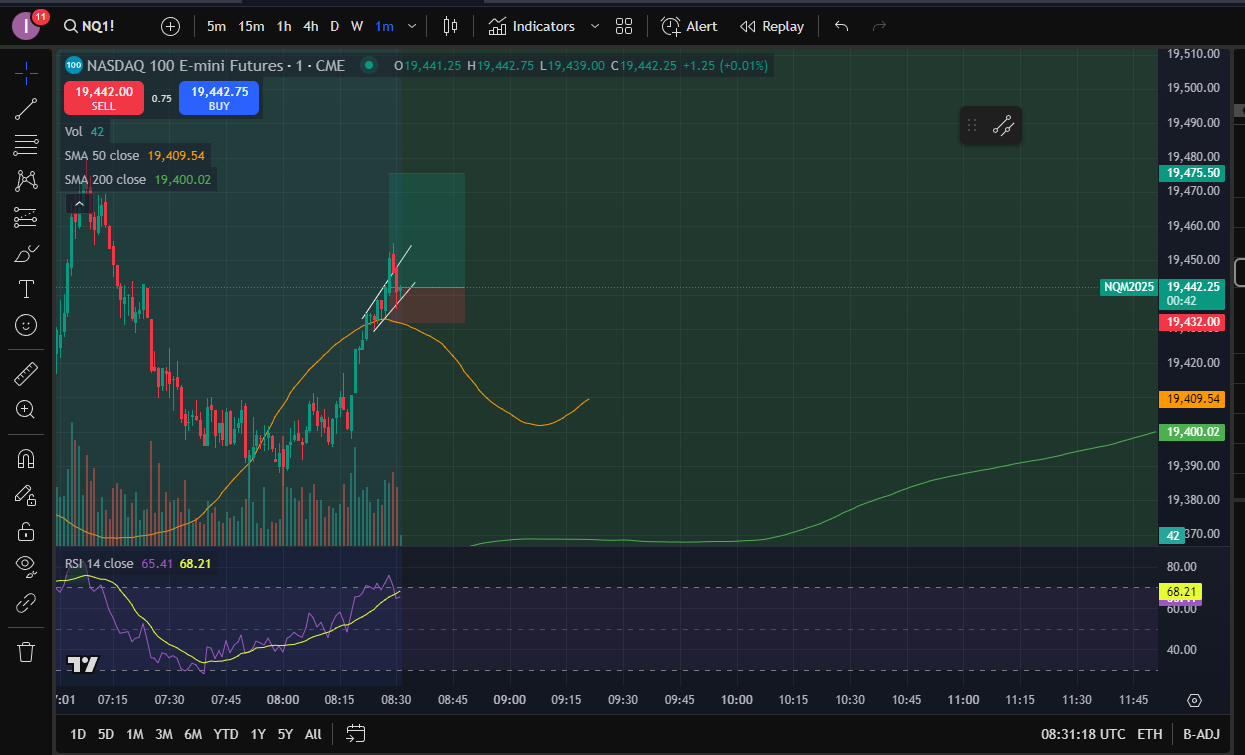 I 11 NQ1! 5m 15m 1h 4h D W 1m Indicators Alert Replay
100 NASDAQ 100 E-mini Futures · 1 · CME O19,441.25 H19,442.75 L19,439.00 C19,442.25 +1.25 (+0.01%)
19,442.00 SELL 0.75 19,442.75 BUY
Vol 42
SMA 50 close 19,409.54
SMA 200 close 19,400.02
19,510.00
19,500.00
19,490.00
19,480.00
19,475.50
19,470.00
19,460.00
19,450.00
NQM2025 19,442.25
00:42
19,432.00
19,420.00
19,409.54
19,400.02
19,390.00
19,380.00
42 370.00
RSI 14 close 65.41 68.21
80.00
68.21
60.00
40.00
7:01 07:15 07:30 07:45 08:00 08:15 08:30 08:45 09:00 09:15 09:30 09:45 10:00 10:15 10:30 10:45 11:00 11:15 11:30 11:45
1D 5D 1M 3M 6M YTD 1Y 5Y All 08:31:18 UTC ETH B-ADJ